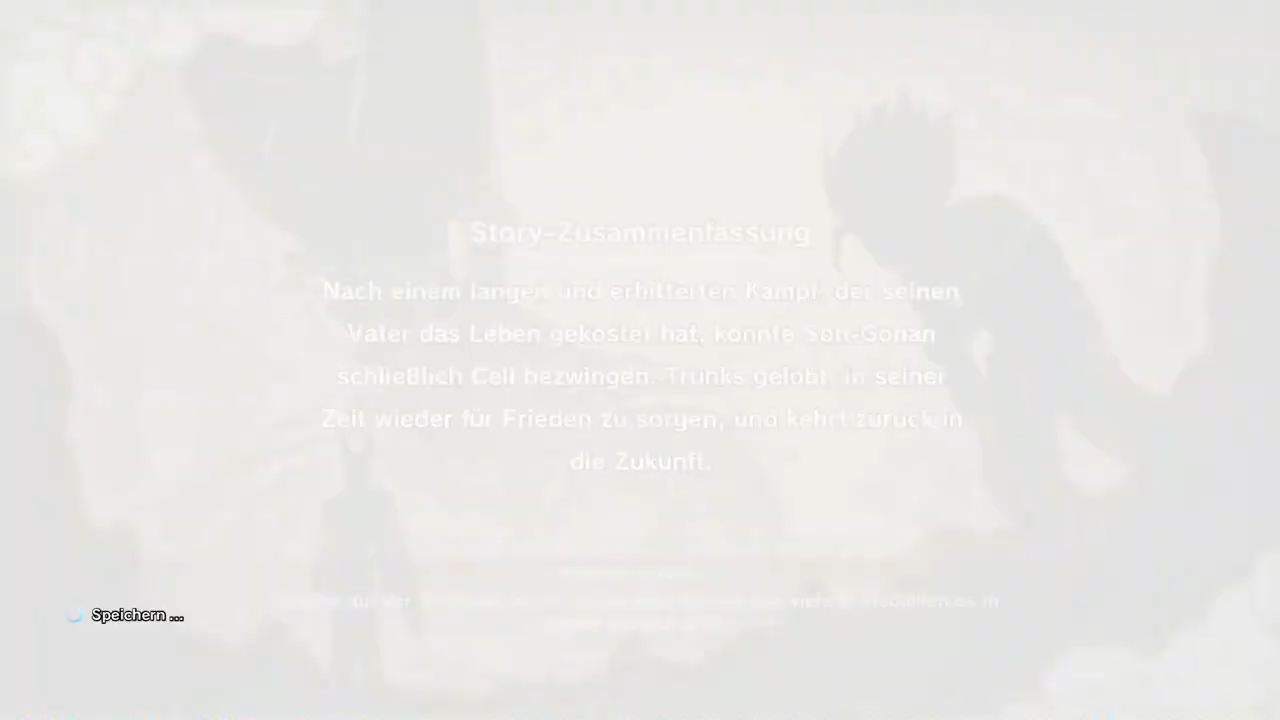 Story-Zusammenfassung
Nach einem langen und erbitterten Kampf, der seinen
Vater das Leben gekostet hat, konnte Son-Gohan
schließlich Cell bezwingen. Trunks gelobt, in seiner
Zeit wieder für Frieden zu sorgen, und kehrt zurück in
die Zukunft.
Speichern ...